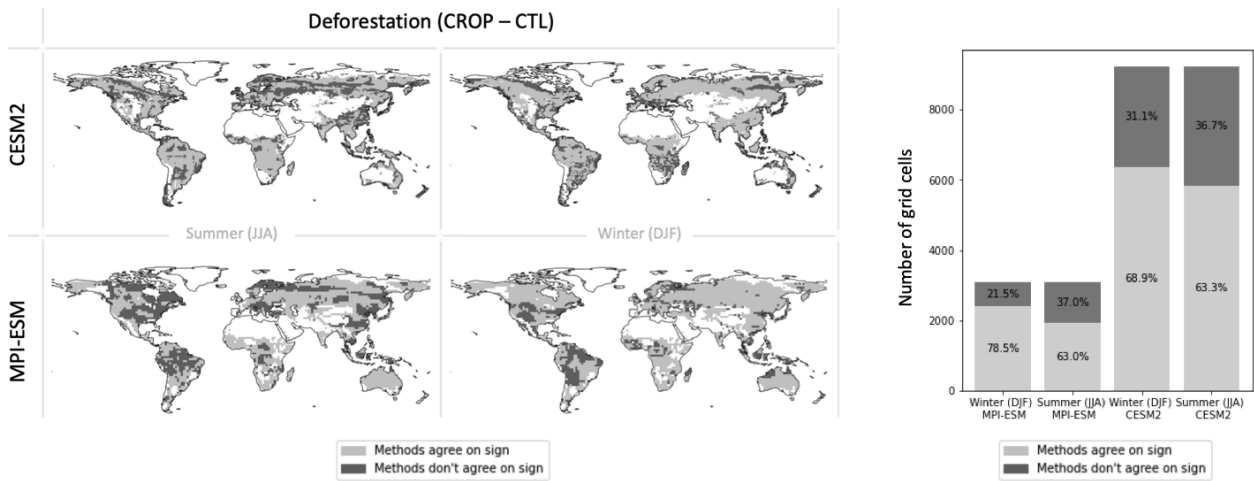 Deforestation (CROP – CTL)
CESM2
Summer (JJA)
Winter (DJF)
MPI-ESM
Methods agree on sign
Methods don't agree on sign
Number of grid cells
8000
6000
4000
2000
0
21.5%
78.5%
37.0%
63.0%
31.1%
68.9%
36.7%
63.3%
Winter (DJF)
MPI-ESM
Summer (JJA)
MPI-ESM
Winter (DJF)
CESM2
Summer (JJA)
CESM2
Methods agree on sign
Methods don't agree on sign